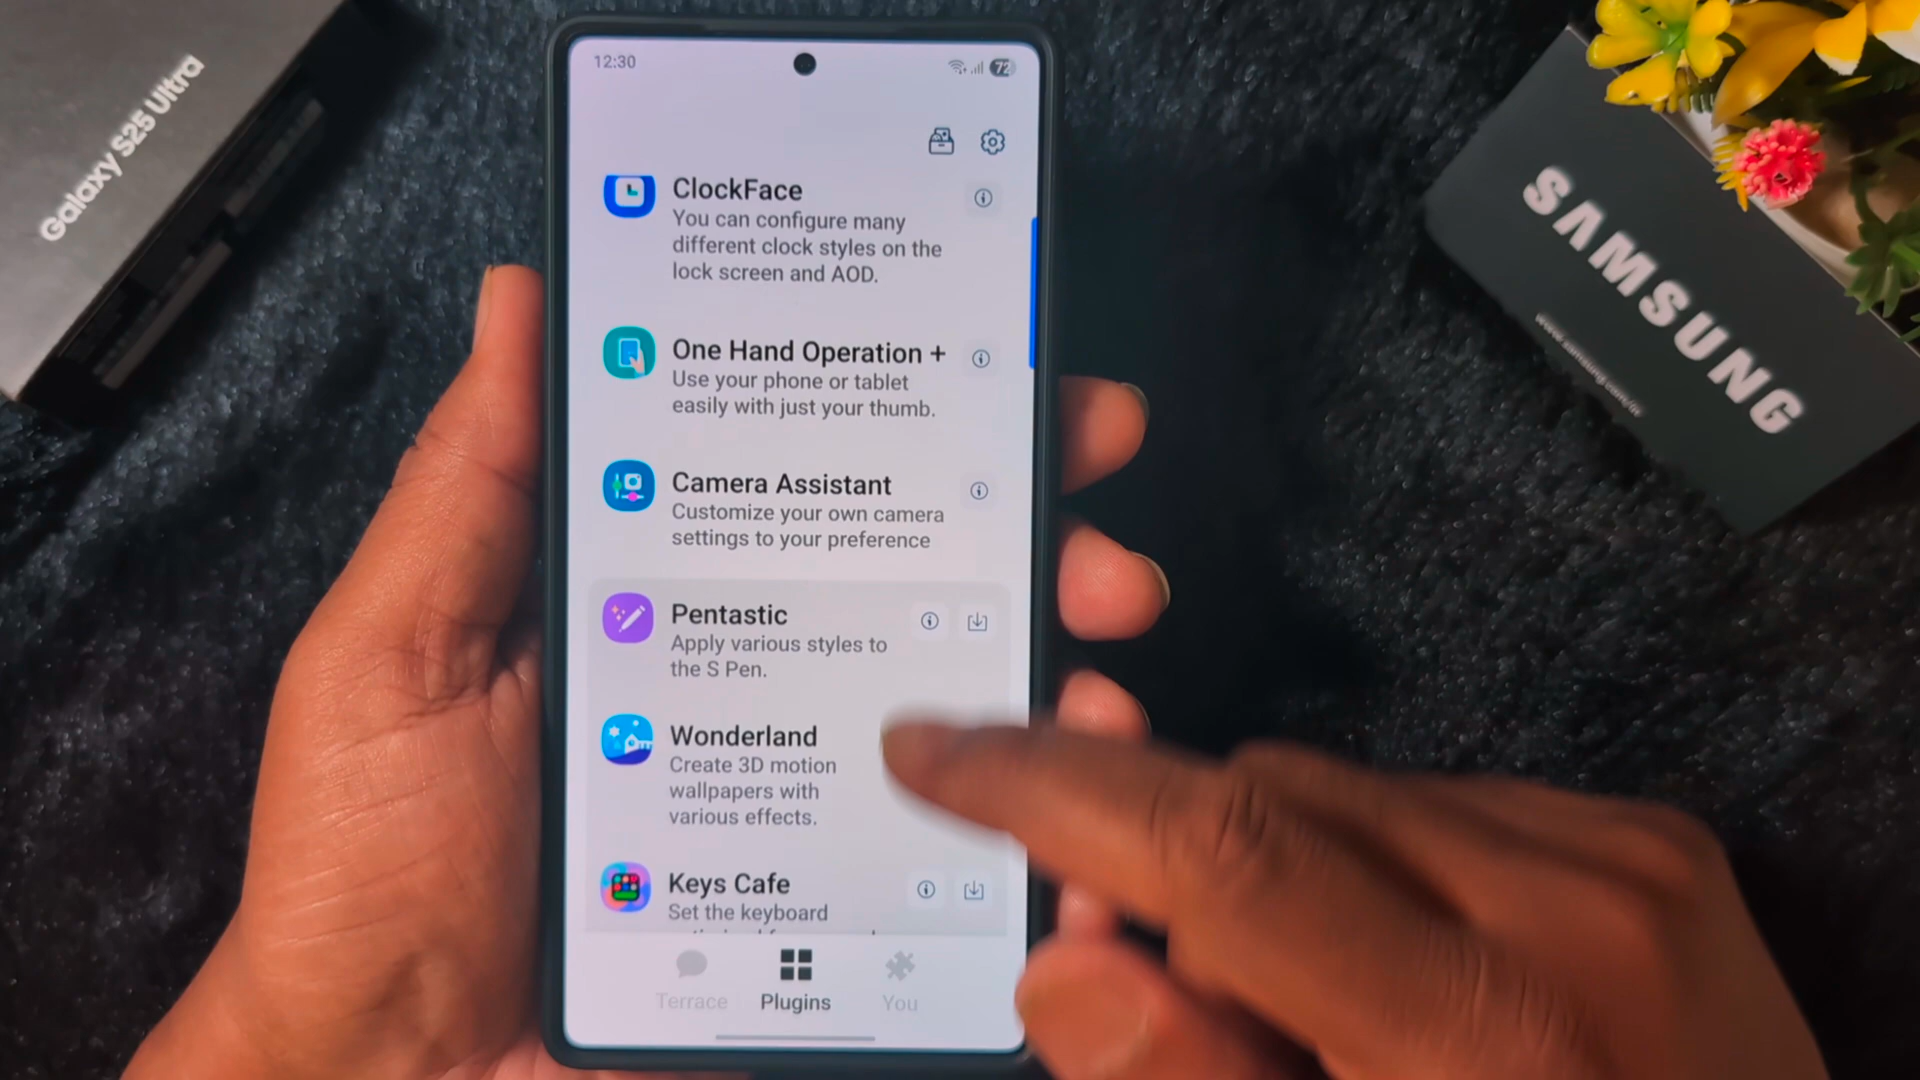 Galaxy S25 Ultra
12:30
72
ClockFace
You can configure many
different clock styles on the
lock screen and AOD.
One Hand Operation +
Use your phone or tablet
easily with just your thumb.
Camera Assistant
Customize your own camera
settings to your preference
Pentastic
Apply various styles to
the S Pen.
Wonderland
Create 3D motion
wallpapers with
various effects.
Keys Cafe
Set the keyboard
Terrace
Plugins
You
SAMSUNG